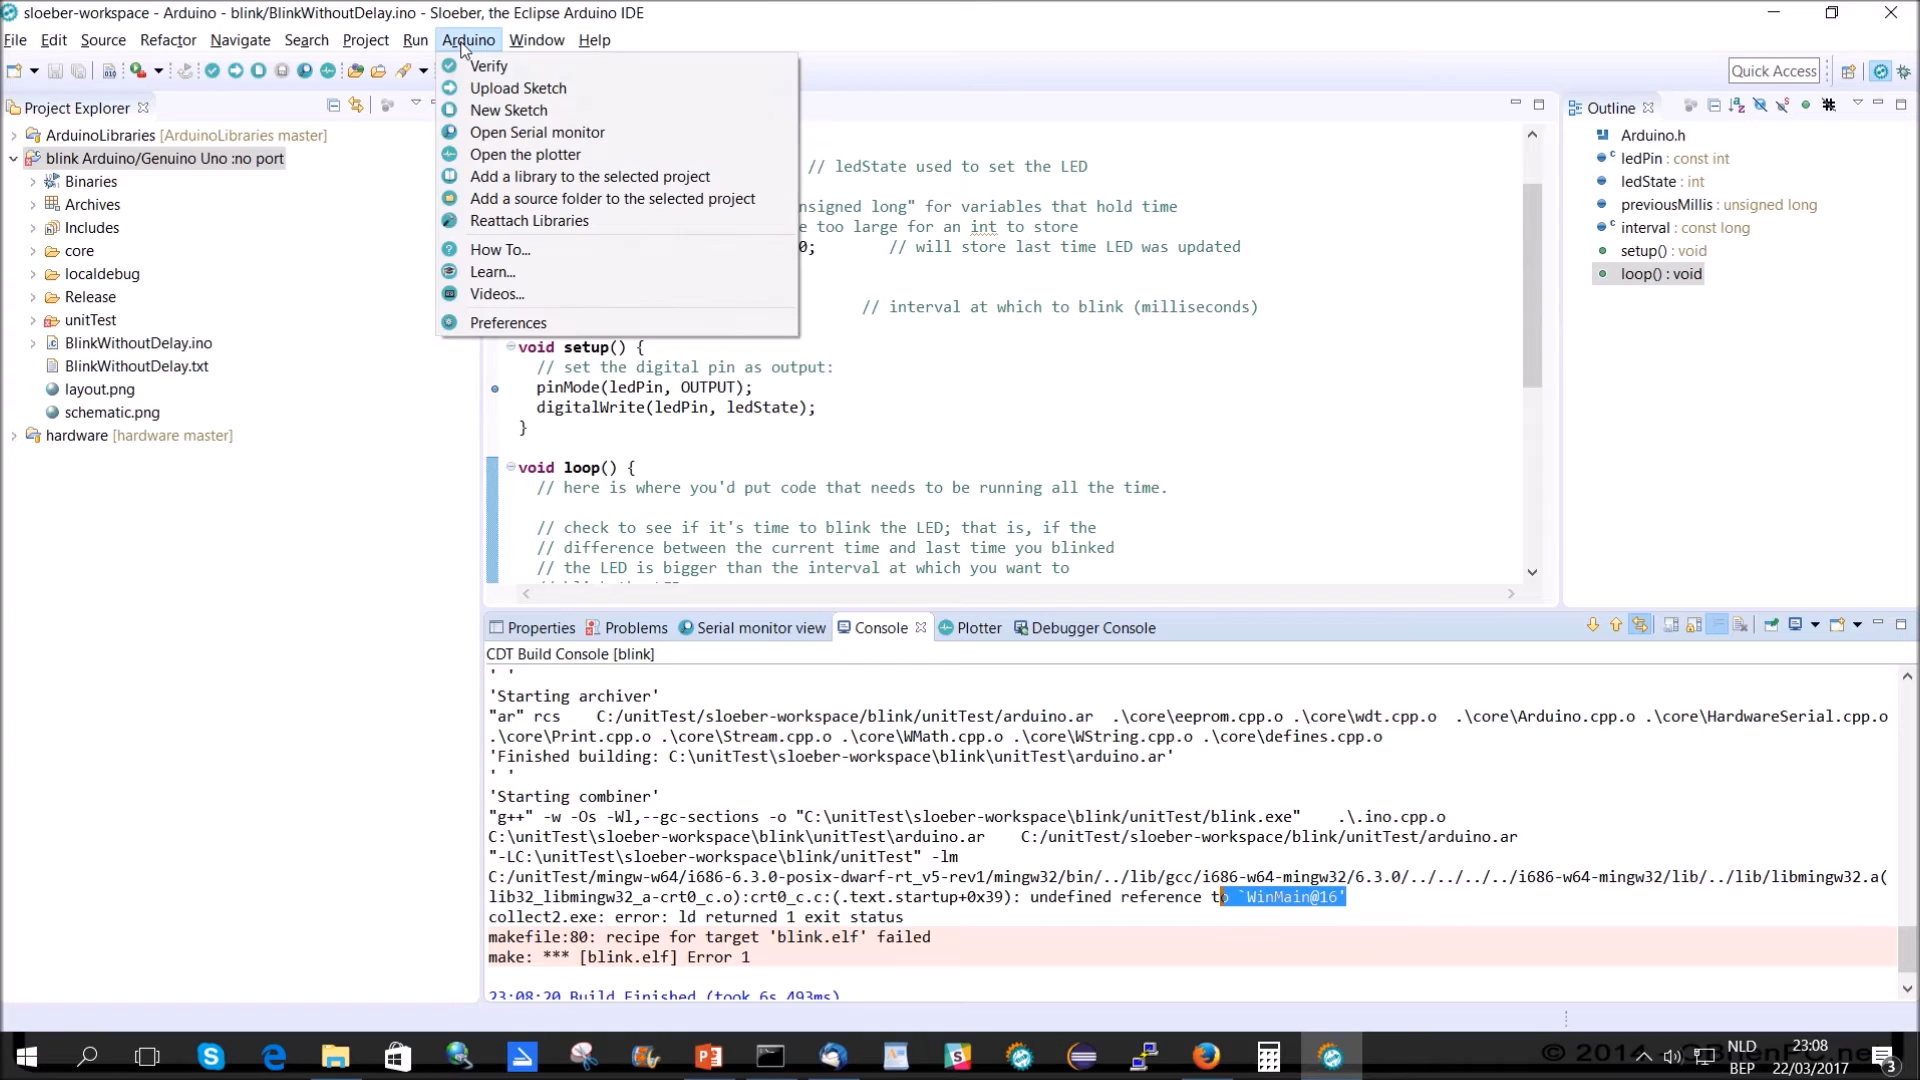 sloeber-workspace - Arduino - blink/BlinkWithoutDelay.ino - Sloeber, the Eclipse Arduino IDE
File Edit Source Refactor Navigate Search Project Run Arduino Window Help
Quick Access
Verify
Upload Sketch
New Sketch
Open Serial monitor
Open the plotter
Add a library to the selected project
Add a source folder to the selected project
Reattach Libraries
How To...
Learn...
Videos...
Preferences
Project Explorer
ArduinoLibraries [ArduinoLibraries master]
blink Arduino/Genuino Uno :no port
Binaries
Archives
Includes
core
localdebug
Release
unitTest
BlinkWithoutDelay.ino
BlinkWithoutDelay.txt
layout.png
schematic.png
hardware [hardware master]
// ledState used to set the LED
nsigned long" for variables that hold time
e too large for an int to store
0; // will store last time LED was updated
// interval at which to blink (milliseconds)
void setup() {
// set the digital pin as output:
pinMode(ledPin, OUTPUT);
digitalWrite(ledPin, ledState);
}
void loop() {
// here is where you'd put code that needs to be running all the time.
// check to see if it's time to blink the LED; that is, if the
// difference between the current time and last time you blinked
// the LED is bigger than the interval at which you want to
Outline
Arduino.h
ledPin : const int
ledState : int
previousMillis : unsigned long
interval : const long
setup() : void
loop() : void
Properties Problems Serial monitor view Console Plotter Debugger Console
CDT Build Console [blink]
' '
'Starting archiver'
"ar" rcs C:/unitTest/sloeber-workspace/blink/unitTest/arduino.ar .\core\eeprom.cpp.o .\core\wdt.cpp.o .\core\Arduino.cpp.o .\core\HardwareSerial.cpp.o
.\core\Print.cpp.o .\core\Stream.cpp.o .\core\WMath.cpp.o .\core\WString.cpp.o .\core\defines.cpp.o
'Finished building: C:\unitTest\sloeber-workspace\blink\unitTest\arduino.ar'
' '
'Starting combiner'
"g++" -w -Os -Wl,--gc-sections -o "C:\unitTest\sloeber-workspace\blink/unitTest/blink.exe" .\.ino.cpp.o
C:\unitTest\sloeber-workspace\blink\unitTest\arduino.ar C:/unitTest/sloeber-workspace/blink/unitTest/arduino.ar
"-LC:\unitTest\sloeber-workspace\blink/unitTest" -lm
C:/unitTest/mingw-w64/i686-6.3.0-posix-dwarf-rt_v5-rev1/mingw32/bin/../lib/gcc/i686-w64-mingw32/6.3.0/../../../../i686-w64-mingw32/lib/../lib/libmingw32.a(
lib32_libmingw32_a-crt0_c.o):crt0_c.c:(.text.startup+0x39): undefined reference to `WinMain@16'
collect2.exe: error: ld returned 1 exit status
makefile:80: recipe for target 'blink.elf' failed
make: *** [blink.elf] Error 1
23:08:20 Build Finished (took 6s.493ms)
NLD
BEP
23:08
22/03/2017
3